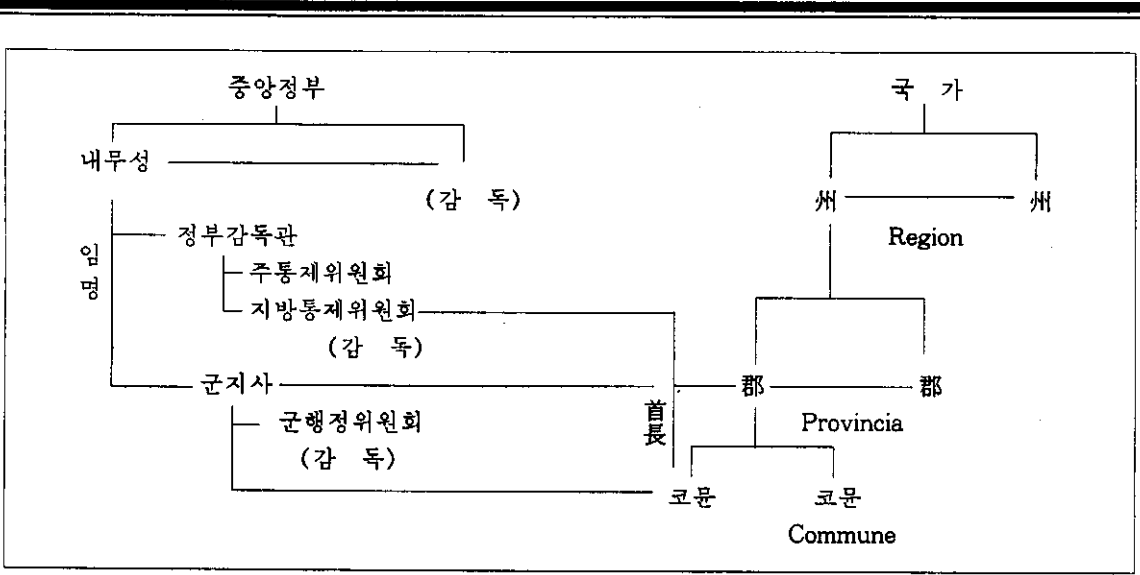 중앙정부
국 가
내무성
(감 독)
州
州
Region
임명
정부감독관
주통제위원회
지방통제위원회
(감 독)
군지사
首長
郡
郡
Provincia
군행정위원회
(감 독)
코뮨
코뮨
Commune